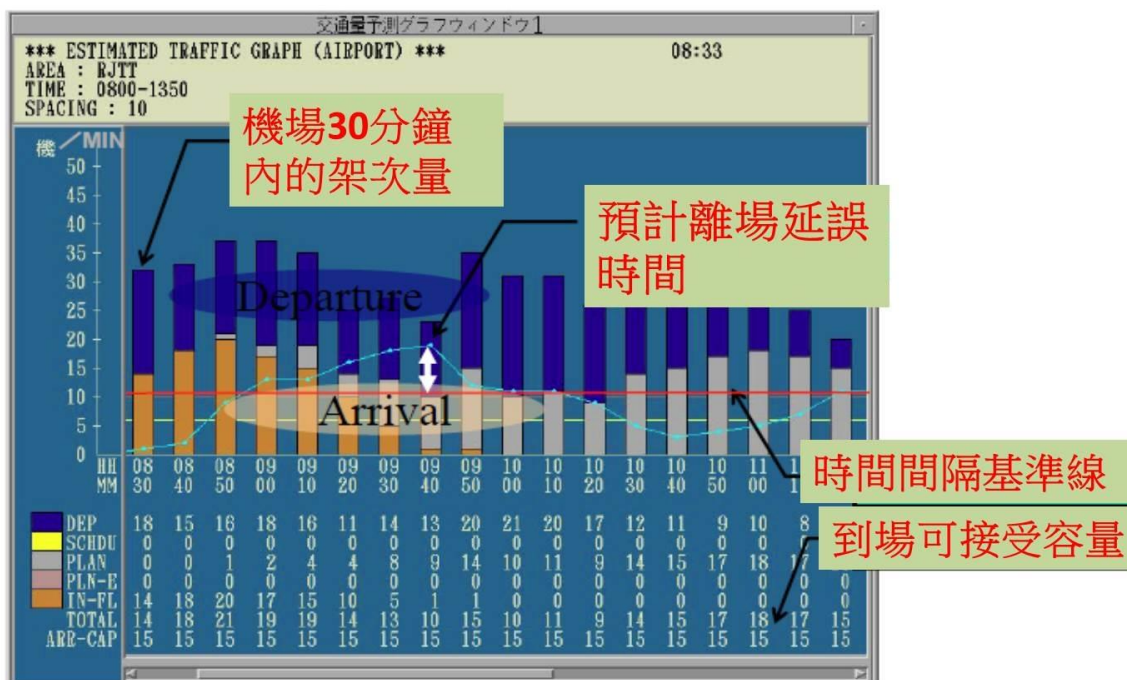 交通量予測グラフウィンドウ1
*** ESTIMATED TRAFFIC GRAPH (AIRPORT) *** 08:33
AREA : RJTT
TIME : 0800-1350
SPACING : 10
機場30分鐘
內的架次量
機／MIN
50
45
40
預計離場延誤
時間
35
30
Departure
25
20
15
10
Arrival
5
0
時間間隔基準線
HH 08 08 08 09 09 09 09 09 09 10 10 10 10 10 10 11
MM 30 40 50 00 10 20 30 40 50 00 10 20 30 40 50 00 1
到場可接受容量
DEP 18 15 16 18 16 11 14 13 20 21 20 17 12 11 9 10 8
SCHDU 0 0 0 0 0 0 0 0 0 0 0 0 0 0 0 0
PLAN 0 0 1 2 4 4 8 9 14 10 11 9 14 15 17 18
PLN-E 0 0 0 0 0 0 0 0 0 0 0 0 0 0 0 0 0 0
IN-FL 14 18 20 17 15 10 5 1 1 0 0 0 0 0 0 0 0 0
TOTAL 14 18 21 19 19 14 13 10 15 10 11 9 14 15 17 18 17 15
ARR-CAP 15 15 15 15 15 15 15 15 15 15 15 15 15 15 15 15 15 15